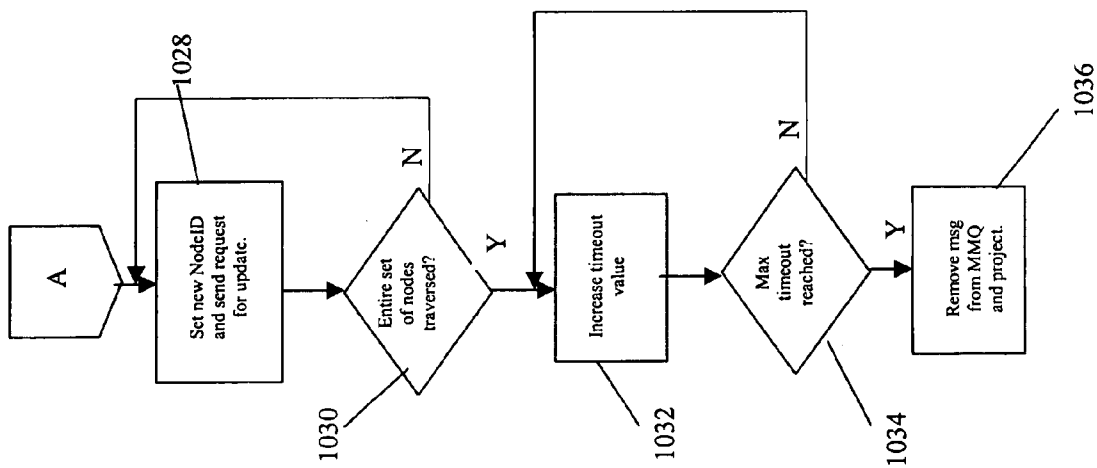 A
1028
Set new NodeID
and send request
for update.
N
1030
Entire set
of nodes
traversed?
Y
1032
Increase timeout
value
N
1034
Max
timeout
reached?
Y
1036
Remove msg
from MMQ
and project.